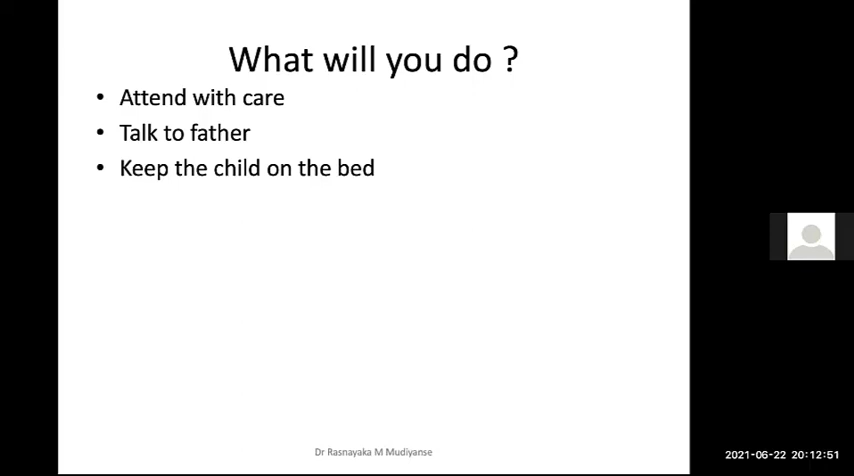 What will you do ?
• Attend with care
• Talk to father
• Keep the child on the bed
Dr Rasnayaka M Mudiyanse
2021-06-22 20:12:51